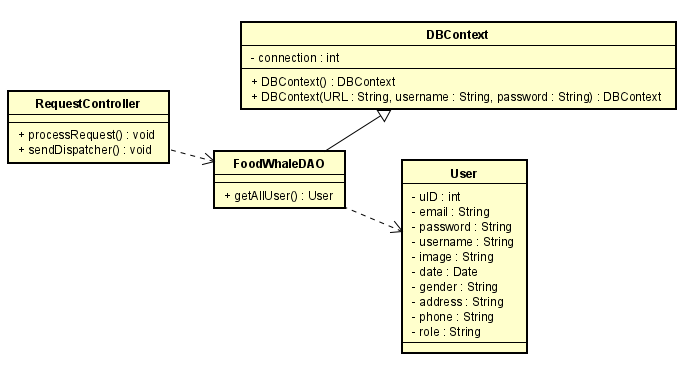 DBContext
- connection : int
+ DBContext() : DBContext
+ DBContext(URL : String, username : String, password : String) : DBContext
RequestController
+ processRequest() : void
+ sendDispatcher() : void
FoodWhaleDAO
+ getAllUser() : User
User
- uID : int
- email : String
- password : String
- username : String
- image : String
- date : Date
- gender : String
- address : String
- phone : String
- role : String